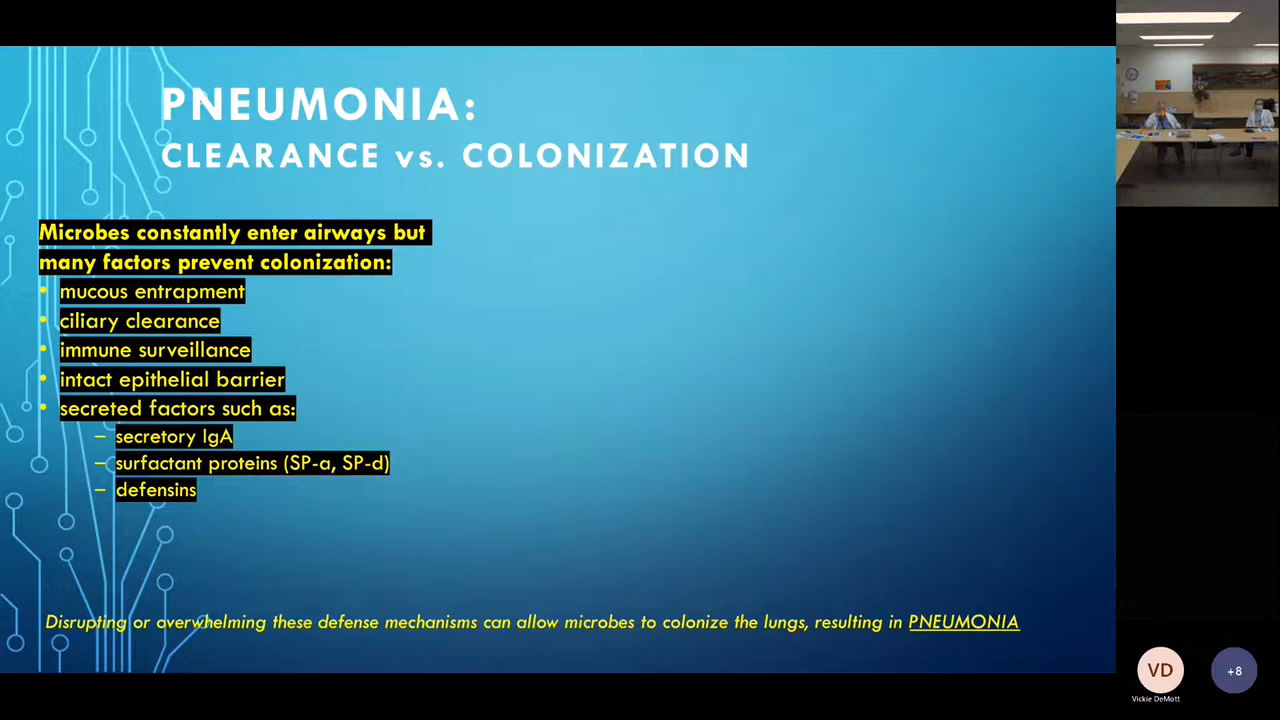 PNEUMONIA:
CLEARANCE vs. COLONIZATION
Microbes constantly enter airways but
many factors prevent colonization:
• mucous entrapment
• ciliary clearance
• immune surveillance
• intact epithelial barrier
• secreted factors such as:
– secretory IgA
– surfactant proteins (SP-a, SP-d)
– defensins
Disrupting or overwhelming these defense mechanisms can allow microbes to colonize the lungs, resulting in PNEUMONIA
VD
+8
Vickie DeMott